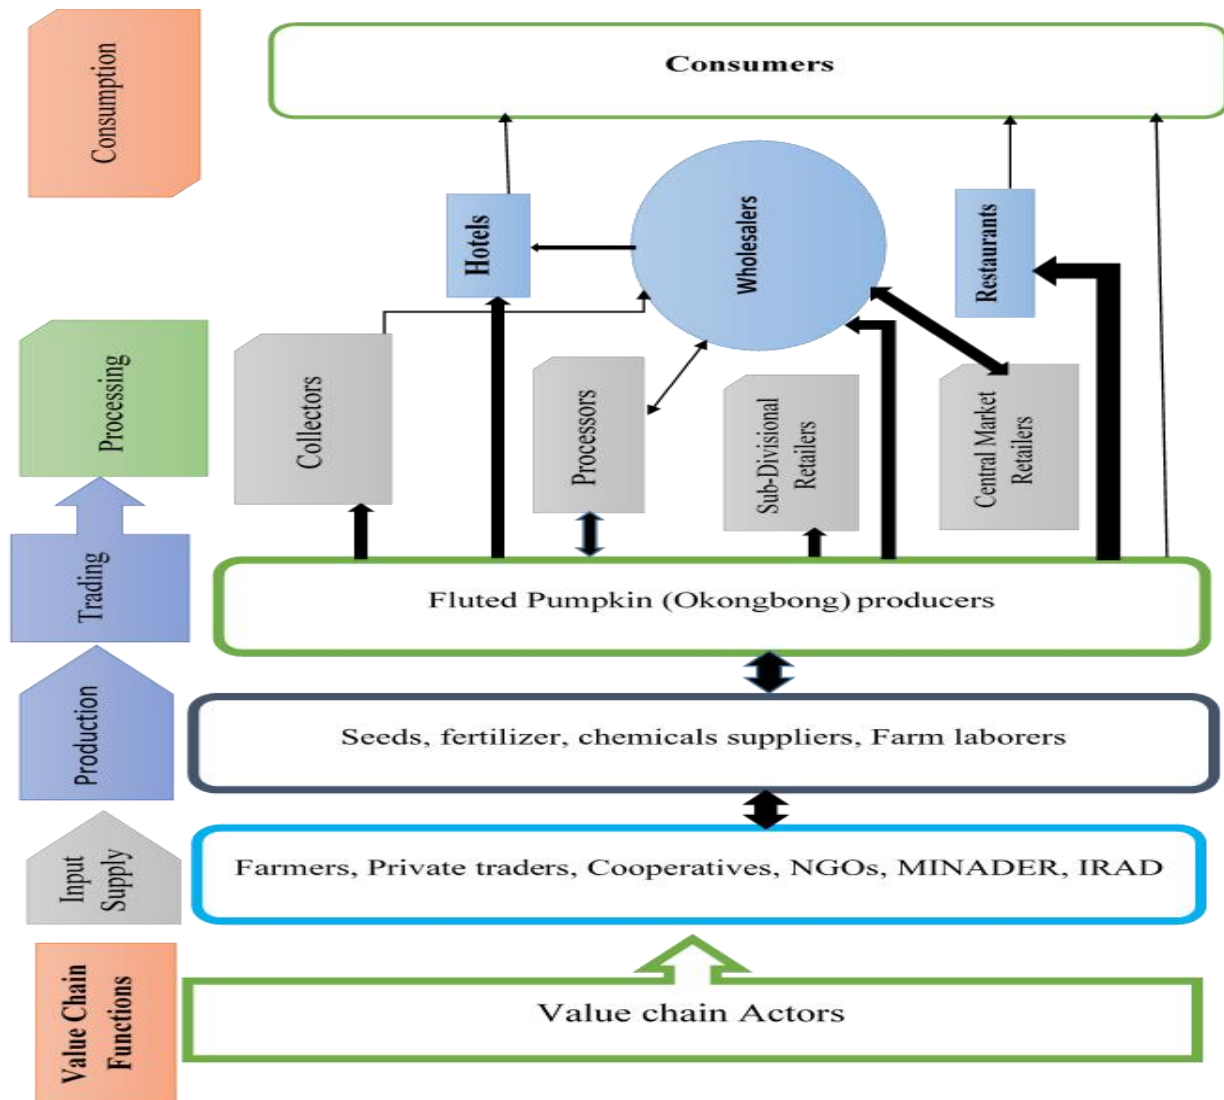 Consumption
Consumers
Hotels
Wholesalers
Restaurants
Processing
Collectors
Processors
Sub-Divisional
Retailers
Central Market
Retailers
Trading
Fluted Pumpkin (Okongbong) producers
Production
Seeds, fertilizer, chemicals suppliers, Farm laborers
Input
Supply
Farmers, Private traders, Cooperatives, NGOs, MINADER, IRAD
Value Chain
Functions
Value chain Actors